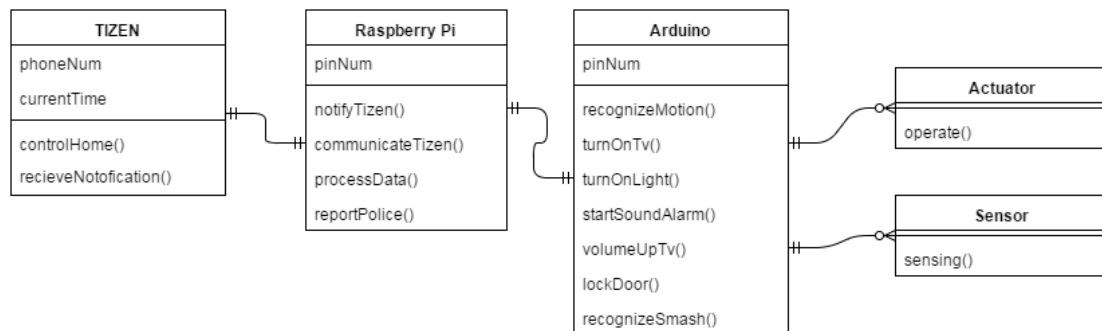 TIZEN
phoneNum
currentTime
controlHome()
recieveNotofication()
Raspberry Pi
pinNum
notifyTizen()
communicateTizen()
processData()
reportPolice()
Arduino
pinNum
recognizeMotion()
turnOnTv()
turnOnLight()
startSoundAlarm()
volumeUpTv()
lockDoor()
recognizeSmash()
Actuator
operate()
Sensor
sensing()